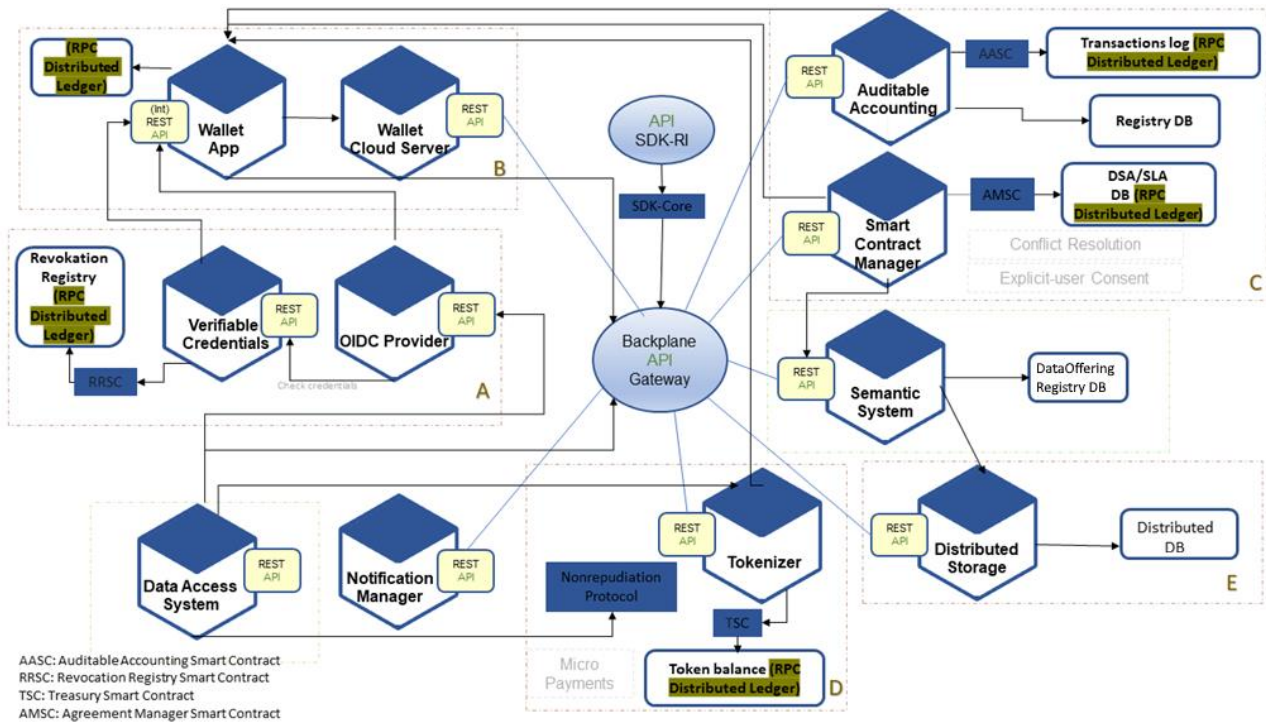 (RPC
Distributed
Ledger)
(Int)
REST
API
Wallet
App
Wallet
Cloud Server
REST
API
B
API
SDK-RI
SDK-Core
REST
API
Auditable
Accounting
AASC
Transactions log (RPC
Distributed Ledger)
Registry DB
REST
API
Smart
Contract
Manager
AMSC
DSA/SLA
DB (RPC
Distributed Ledger)
Conflict Resolution
Explicit-user Consent
C
Revokation
Registry
(RPC
Distributed
Ledger)
RRSC
Verifiable
Credentials
REST
API
OIDC Provider
REST
API
Check credentials
A
Backplane
API
Gateway
REST
API
Semantic
System
DataOffering
Registry DB
Data Access
System
REST
API
Notification
Manager
REST
API
Nonrepudiation
Protocol
REST
API
Tokenizer
TSC
Micro
Payments
Token balance (RPC
Distributed Ledger)
D
REST
API
Distributed
Storage
Distributed
DB
E
AASC: Auditable Accounting Smart Contract
RRSC: Revocation Registry Smart Contract
TSC: Treasury Smart Contract
AMSC: Agreement Manager Smart Contract